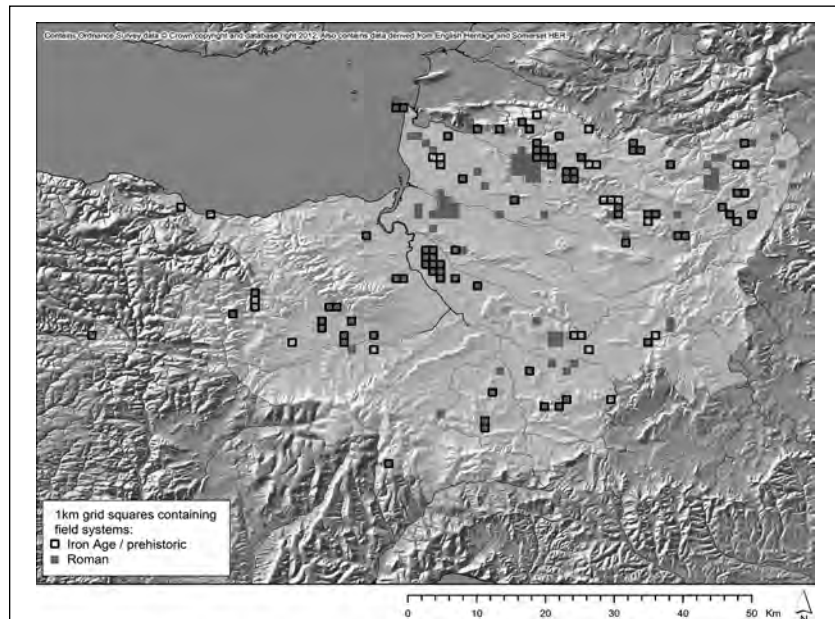 Contains Ordnance Survey data © Crown copyright and database right 2012. Also contains data derived from English Heritage and Somerset HER.
1km grid squares containing
field systems:
Iron Age / prehistoric
Roman
0 10 20 30 40 50 Km
N